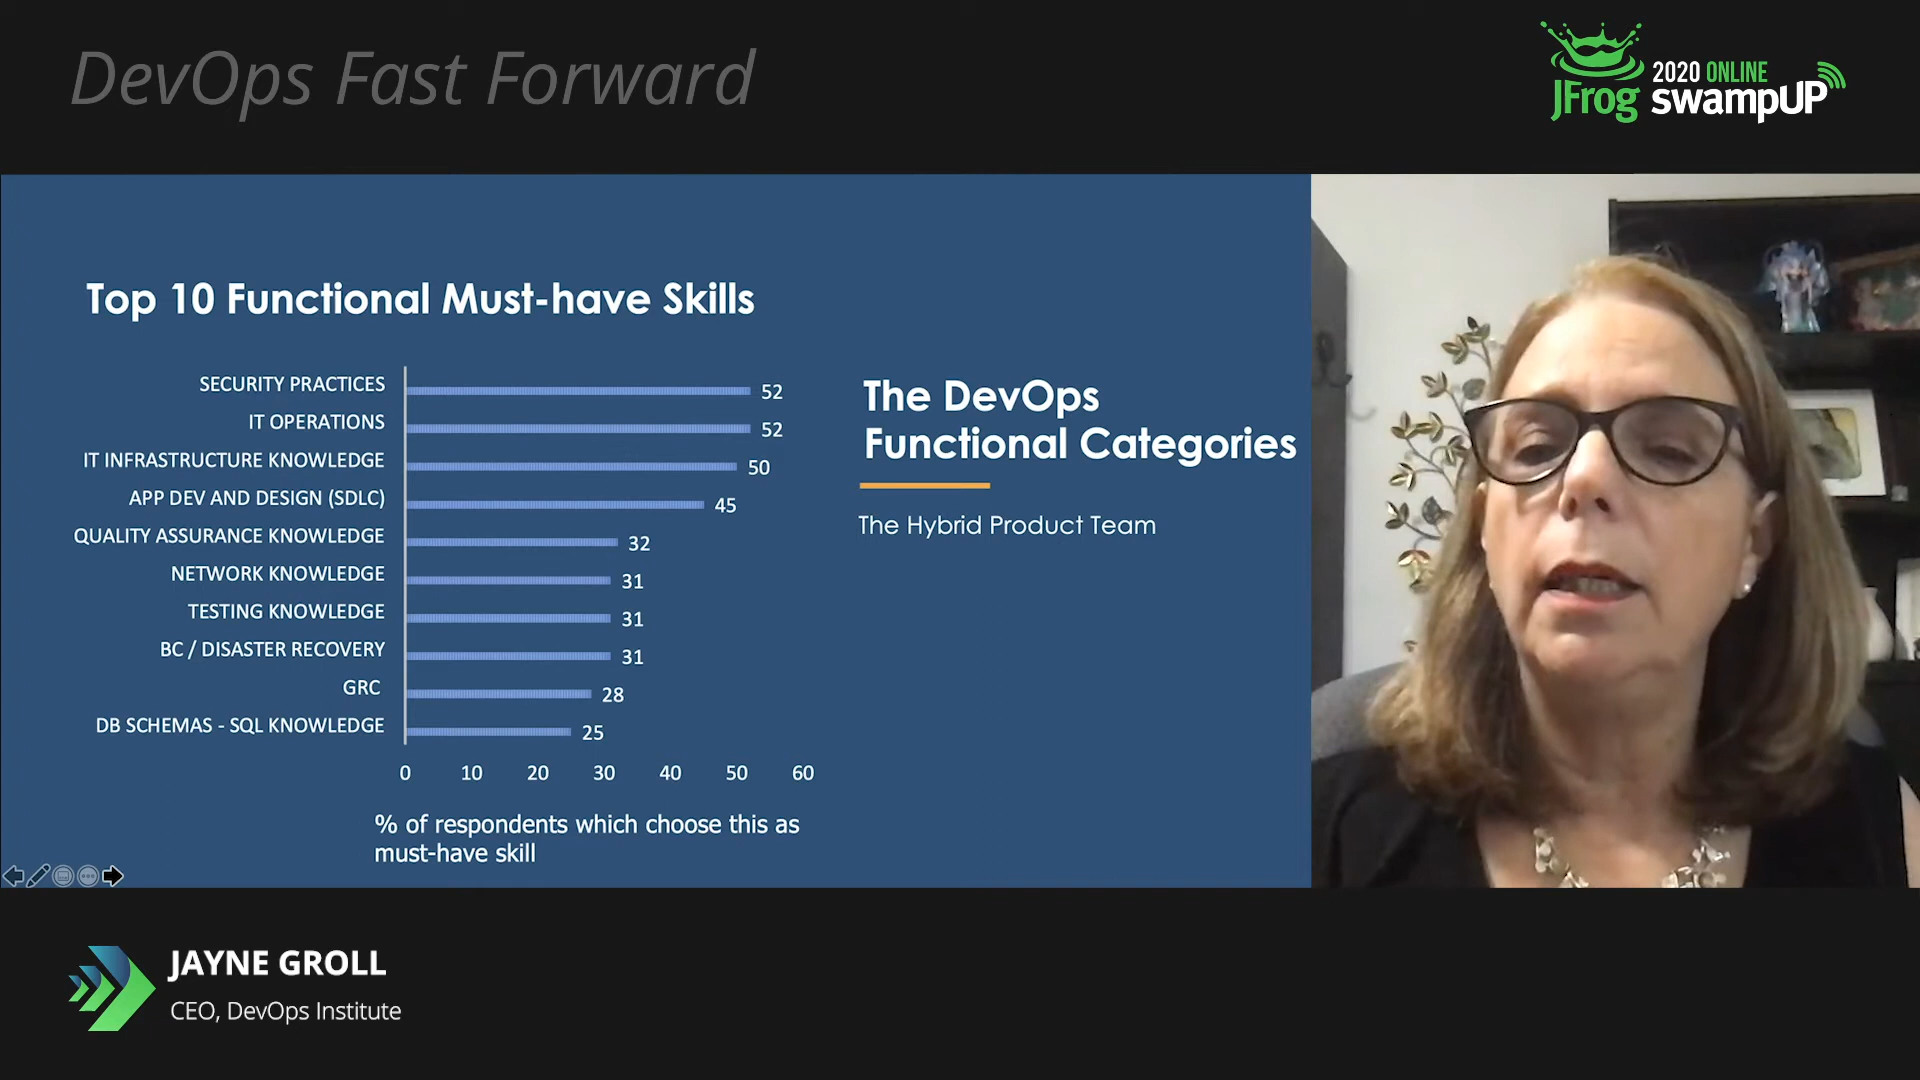 DevOps Fast Forward
JFrog
2020 ONLINE
swampUP
Top 10 Functional Must-have Skills
SECURITY PRACTICES 52
IT OPERATIONS 52
IT INFRASTRUCTURE KNOWLEDGE 50
APP DEV AND DESIGN (SDLC) 45
QUALITY ASSURANCE KNOWLEDGE 32
NETWORK KNOWLEDGE 31
TESTING KNOWLEDGE 31
BC / DISASTER RECOVERY 31
GRC 28
DB SCHEMAS - SQL KNOWLEDGE 25
0 10 20 30 40 50 60
% of respondents which choose this as
must-have skill
The DevOps
Functional Categories
The Hybrid Product Team
JAYNE GROLL
CEO, DevOps Institute